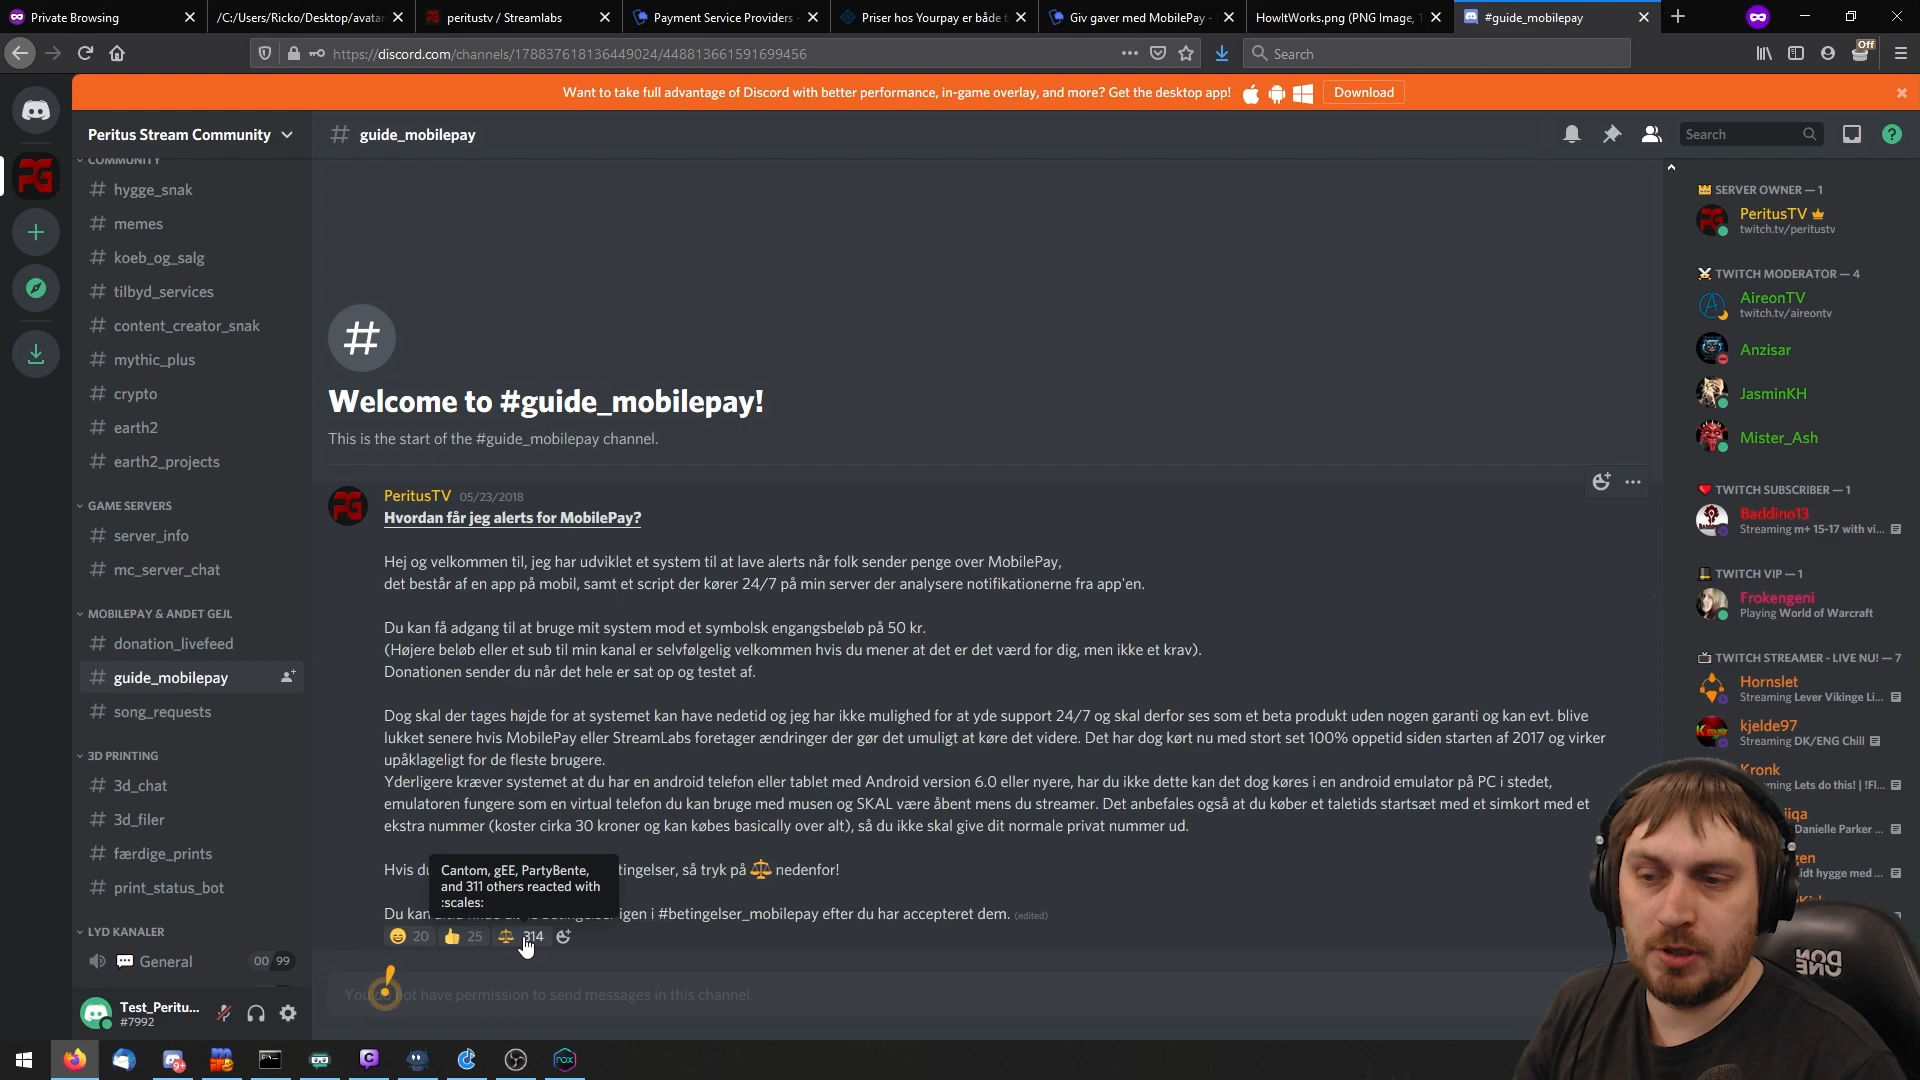 Private Browsing
/C:/Users/Ricko/Desktop/avatar
peritustv / Streamlabs
Payment Service Providers -
Priser hos Yourpay er både t
Giv gaver med MobilePay -
HowItWorks.png (PNG Image, 1
#guide_mobilepay
https://discord.com/channels/178837618136449024/448813661591699456
Search
Off
Want to take full advantage of Discord with better performance, in-game overlay, and more? Get the desktop app!
Download
Peritus Stream Community
guide_mobilepay
Search
COMMUNITY
hygge_snak
memes
koeb_og_salg
tilbyd_services
content_creator_snak
mythic_plus
crypto
earth2
earth2_projects
GAME SERVERS
server_info
mc_server_chat
MOBILEPAY & ANDET GEJL
donation_livefeed
guide_mobilepay
song_requests
3D PRINTING
3d_chat
3d_filer
færdige_prints
print_status_bot
LYD KANALER
General
00 99
Test_Peritu...
#7992
Welcome to #guide_mobilepay!
This is the start of the #guide_mobilepay channel.
PeritusTV 05/23/2018
Hvordan får jeg alerts for MobilePay?
Hej og velkommen til, jeg har udviklet et system til at lave alerts når folk sender penge over MobilePay,
det består af en app på mobil, samt et script der kører 24/7 på min server der analysere notifikationerne fra app'en.
Du kan få adgang til at bruge mit system mod et symbolsk engangsbeløb på 50 kr.
(Højere beløb eller et sub til min kanal er selvfølgelig velkommen hvis du mener at det er det værd for dig, men ikke et krav).
Donationen sender du når det hele er sat op og testet af.
Dog skal der tages højde for at systemet kan have nedetid og jeg har ikke mulighed for at yde support 24/7 og skal derfor ses som et beta produkt uden nogen garanti og kan evt. blive
lukket senere hvis MobilePay eller StreamLabs foretager ændringer der gør det umuligt at køre det videre. Det har dog kørt nu med stort set 100% oppetid siden starten af 2017 og virker
upåklageligt for de fleste brugere.
Yderligere kræver systemet at du har en android telefon eller tablet med Android version 6.0 eller nyere, har du ikke dette kan det dog køres i en android emulator på PC i stedet,
emulatoren fungere som en virtual telefon du kan bruge med musen og SKAL være åbent mens du streamer. Det anbefales også at du køber et taletids startsæt med et simkort med et
ekstra nummer (koster cirka 30 kroner og kan købes basically over alt), så du ikke skal give dit normale privat nummer ud.
Hvis du tingelser, så tryk på nedenfor!
Cantom, gEE, PartyBente,
and 311 others reacted with
:scales:
Du kan igen i #betingelser_mobilepay efter du har accepteret dem. (edited)
20 25 314
You do not have permission to send messages in this channel.
SERVER OWNER — 1
PeritusTV
twitch.tv/peritustv
TWITCH MODERATOR — 4
AireonTV
twitch.tv/aireontv
Anzisar
JasminKH
Mister_Ash
TWITCH SUBSCRIBER — 1
Baddino13
Streaming m+ 15-17 with vi...
TWITCH VIP — 1
Frokengeni
Playing World of Warcraft
TWITCH STREAMER - LIVE NU! — 7
Hornslet
Streaming Lever Vikinge Li...
kjelde97
Streaming DK/ENG Chill
Kronk
ming Lets do this! | !Fl...
Danielle Parker ...
idt hygge med ...
DON
ONE